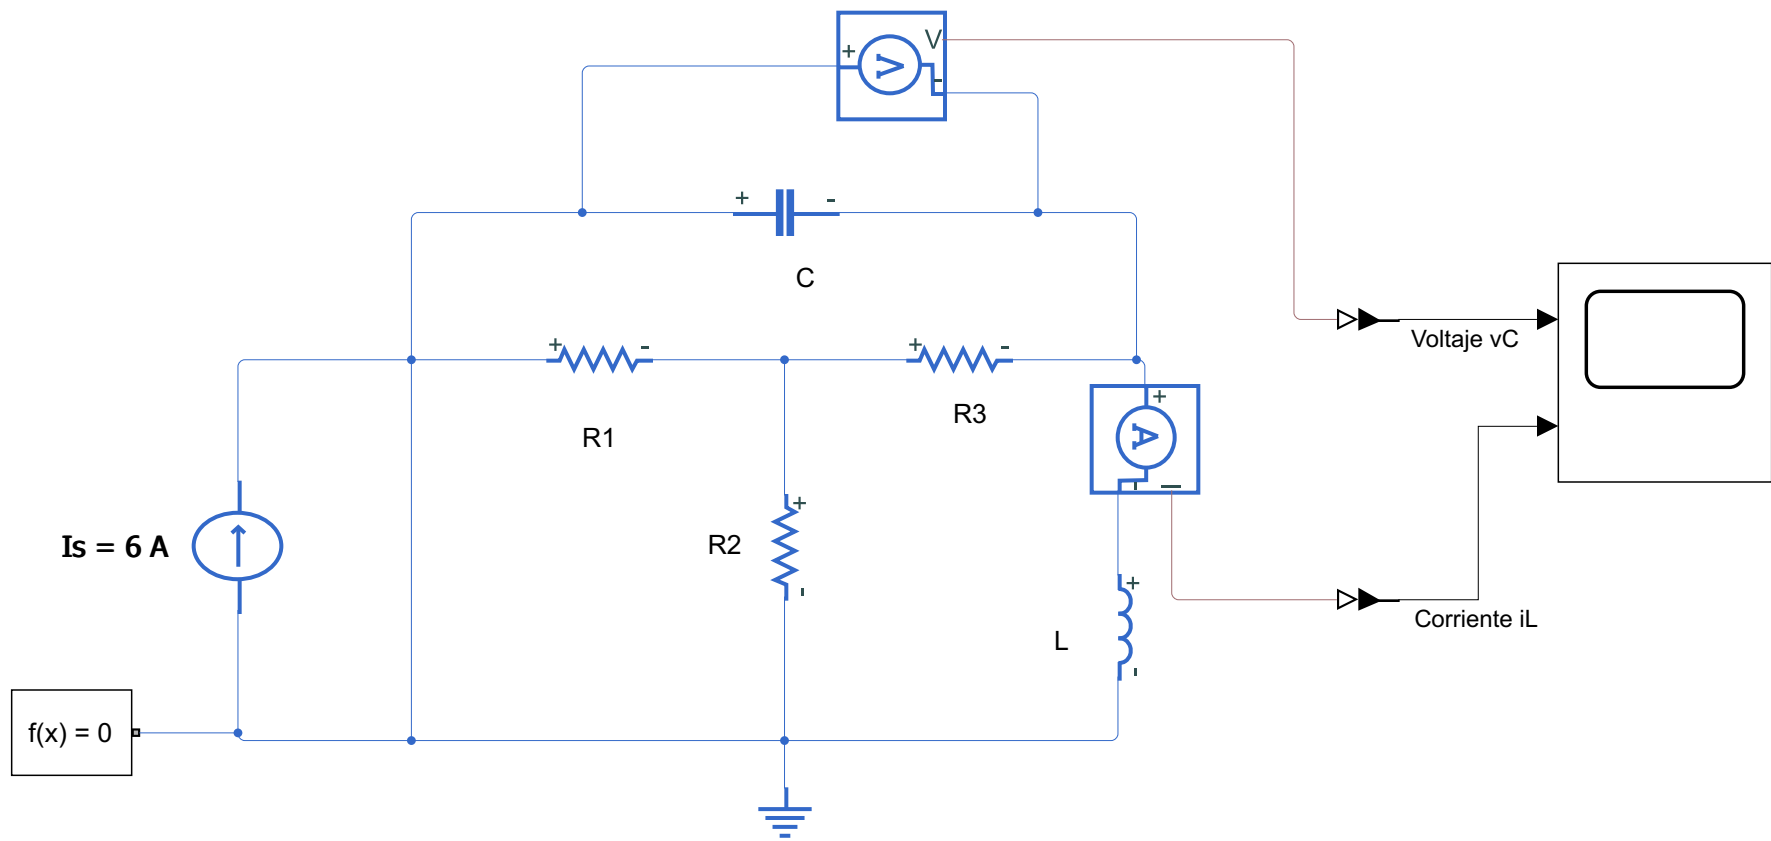 +
V
V
-
+
-
C
+
-
+
-
R1
R3
+
A
-
I
Voltaje vC
Is = 6 A
R2
+
-
L
+
-
Corriente iL
f(x) = 0